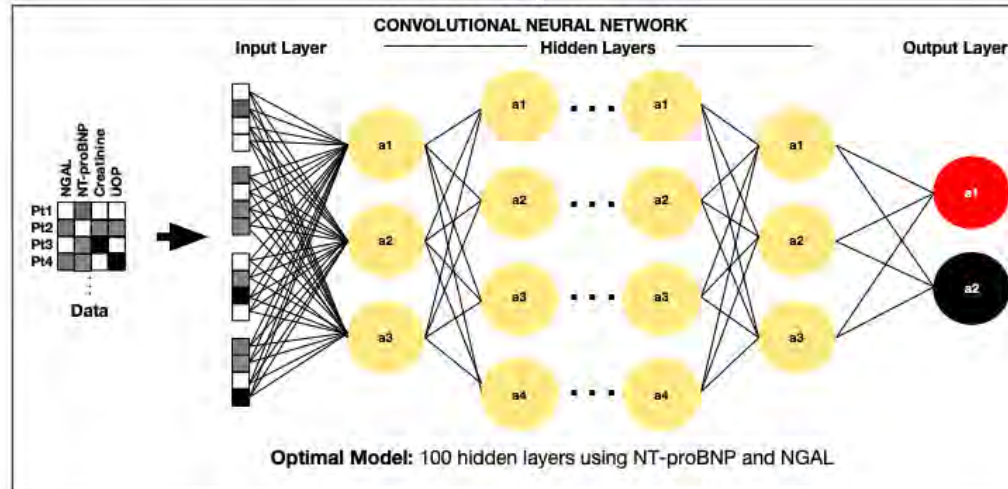 CONVOLUTIONAL NEURAL NETWORK
Input Layer
Hidden Layers
Output Layer
NGAL
NT-proBNP
Creatinine
UOP
Pt1
Pt2
Pt3
Pt4
Data
a1
a2
a3
a1
a2
a3
a4
a1
a2
a3
a4
a1
a2
a3
a1
a2
Optimal Model: 100 hidden layers using NT-proBNP and NGAL